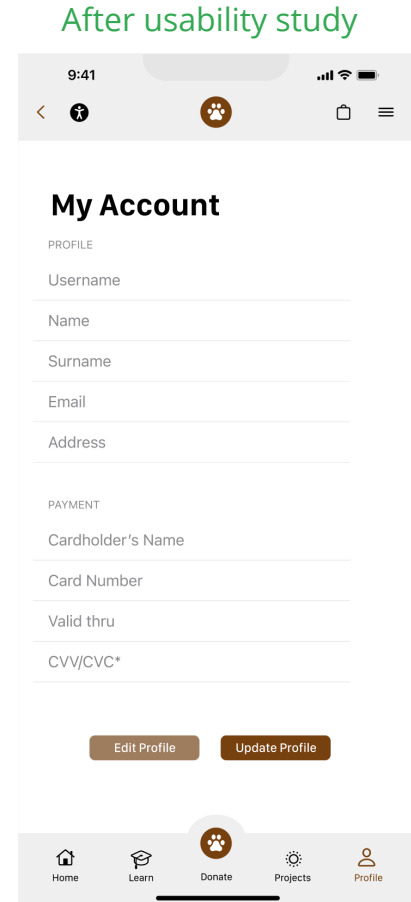 After usability study
9:41
My Account
PROFILE
Username
Name
Surname
Email
Address
PAYMENT
Cardholder's Name
Card Number
Valid thru
CVV/CVC*
Edit Profile Update Profile
Home Learn Donate Projects Profile